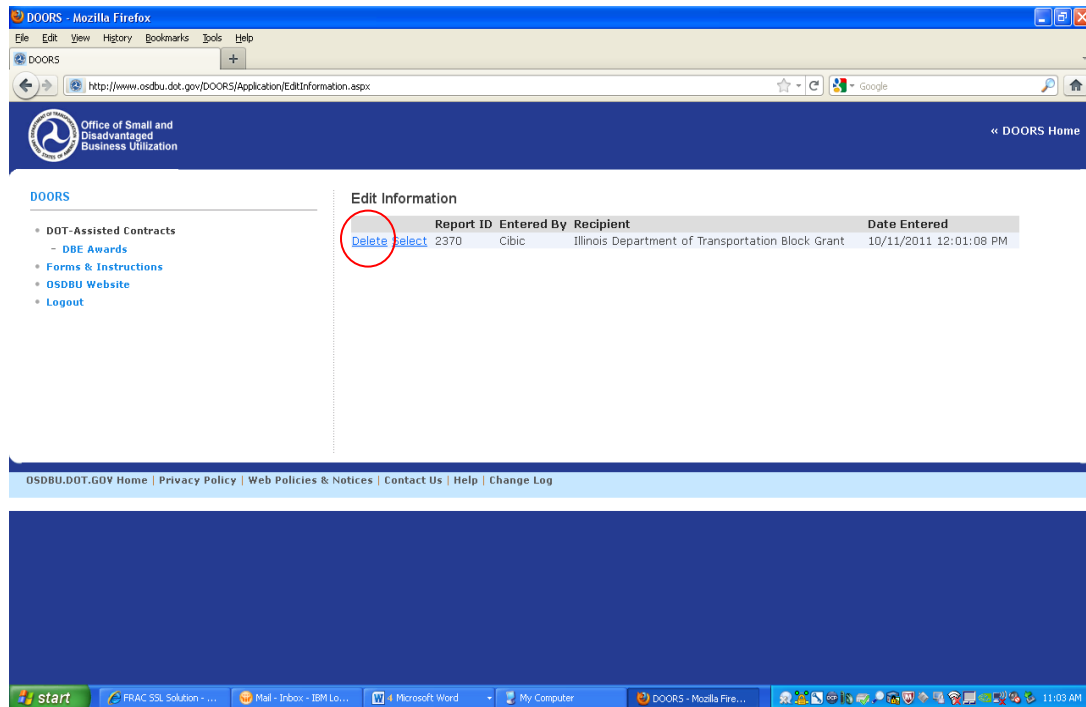 DOORS - Mozilla Firefox
File Edit View History Bookmarks Tools Help
DOORS +
http://www.osdbu.dot.gov/DOORS/Application/EditInformation.aspx Google
Office of Small and
Disadvantaged
Business Utilization
« DOORS Home
DOORS
DOT-Assisted Contracts
- DBE Awards
Forms & Instructions
OSDBU Website
Logout
Edit Information
Report ID Entered By Recipient Date Entered
Delete Select 2370 Cibic Illinois Department of Transportation Block Grant 10/11/2011 12:01:08 PM
OSDBU.DOT.GOV Home | Privacy Policy | Web Policies & Notices | Contact Us | Help | Change Log
start FRAC SSL Solution - ... Mail - Inbox - IBM Lo... 4 Microsoft Word My Computer DOORS - Mozilla Fire... 11:03 AM